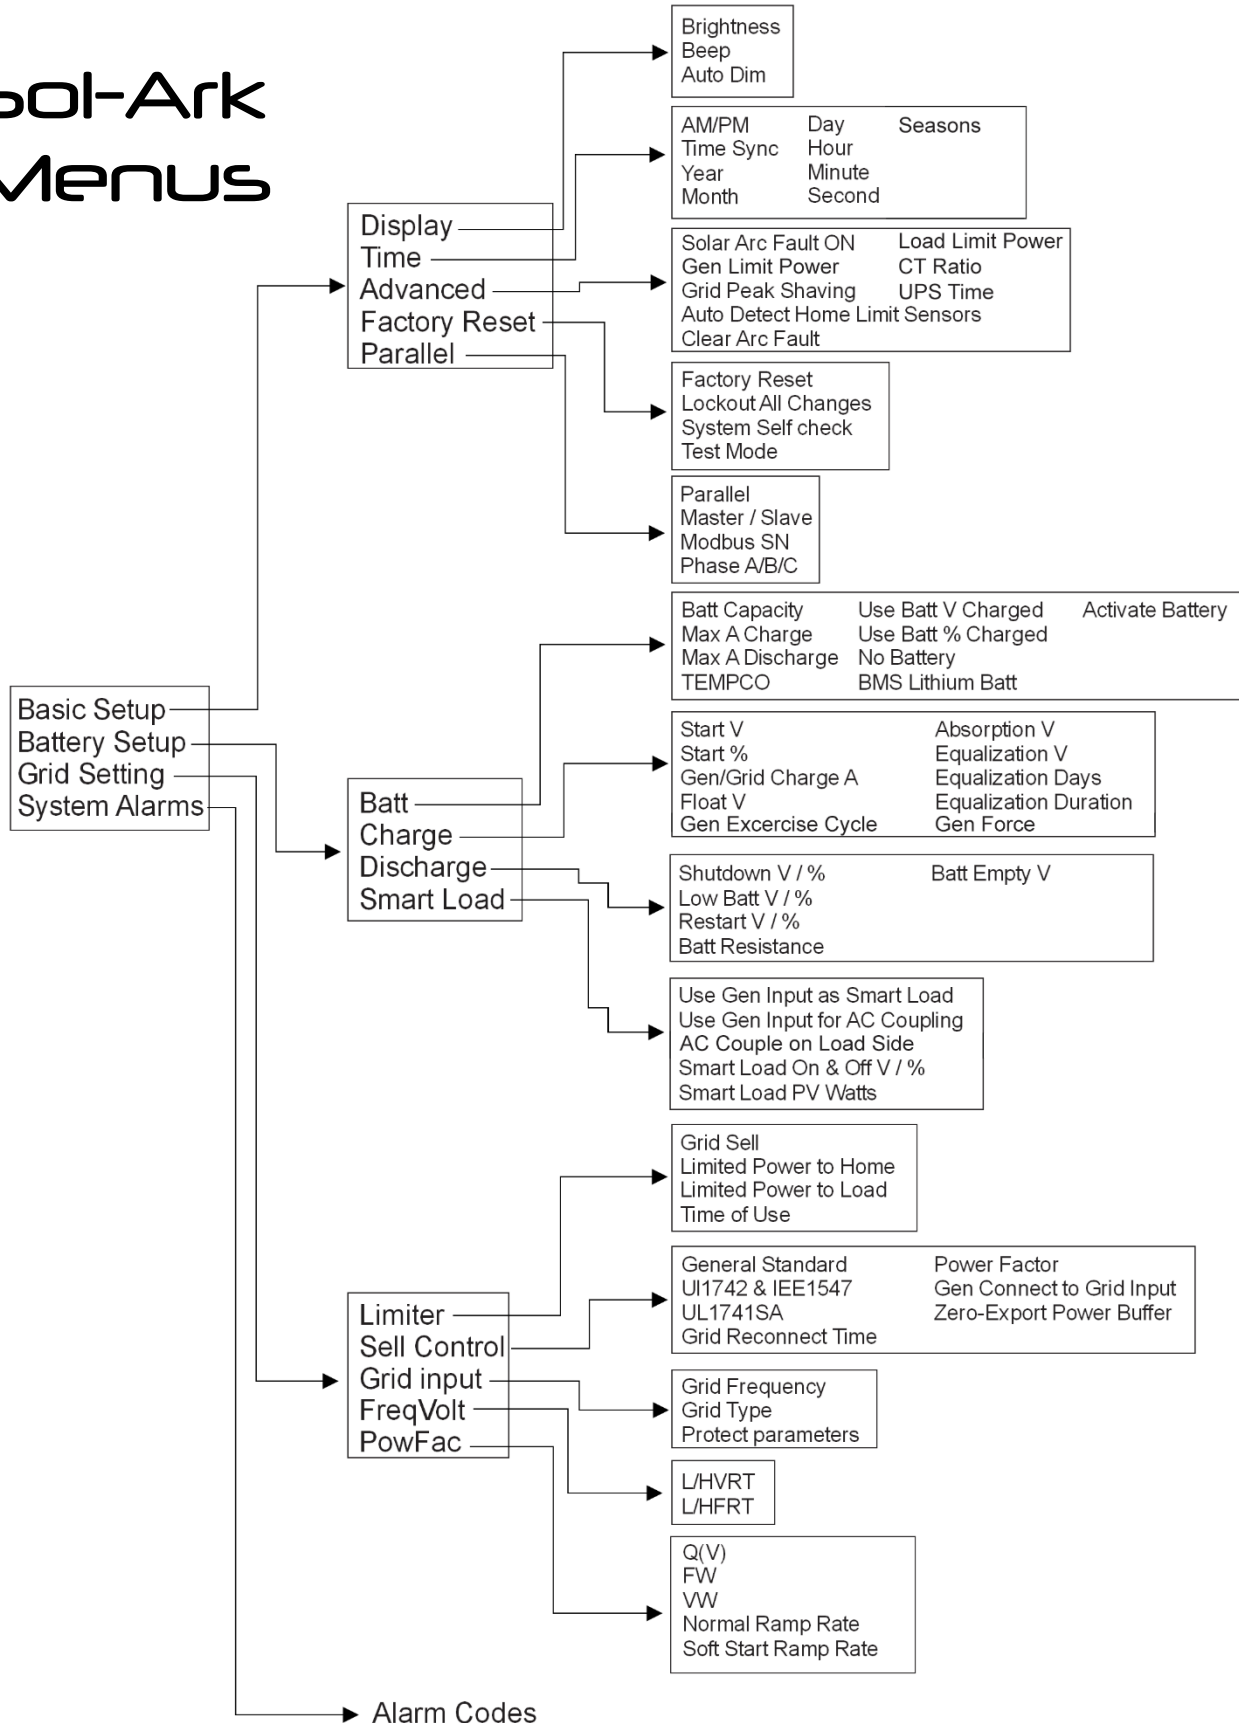 Sol-Ark
Menus
Basic Setup
Battery Setup
Grid Setting
System Alarms
Display
Time
Advanced
Factory Reset
Parallel
Brightness
Beep
Auto Dim
AM/PM Day Seasons
Time Sync Hour
Year Minute
Month Second
Solar Arc Fault ON Load Limit Power
Gen Limit Power CT Ratio
Grid Peak Shaving UPS Time
Auto Detect Home Limit Sensors
Clear Arc Fault
Factory Reset
Lockout All Changes
System Self check
Test Mode
Parallel
Master / Slave
Modbus SN
Phase A/B/C
Batt
Charge
Discharge
Smart Load
Batt Capacity Use Batt V Charged Activate Battery
Max A Charge Use Batt % Charged
Max A Discharge No Battery
TEMPCO BMS Lithium Batt
Start V Absorption V
Start % Equalization V
Gen/Grid Charge A Equalization Days
Float V Equalization Duration
Gen Excercise Cycle Gen Force
Shutdown V / % Batt Empty V
Low Batt V / %
Restart V / %
Batt Resistance
Use Gen Input as Smart Load
Use Gen Input for AC Coupling
AC Couple on Load Side
Smart Load On & Off V / %
Smart Load PV Watts
Limiter
Sell Control
Grid input
FreqVolt
PowFac
Grid Sell
Limited Power to Home
Limited Power to Load
Time of Use
General Standard Power Factor
UI1742 & IEE1547 Gen Connect to Grid Input
UL1741SA Zero-Export Power Buffer
Grid Reconnect Time
Grid Frequency
Grid Type
Protect parameters
L/HVRT
L/HFRT
Q(V)
FW
VW
Normal Ramp Rate
Soft Start Ramp Rate
Alarm Codes